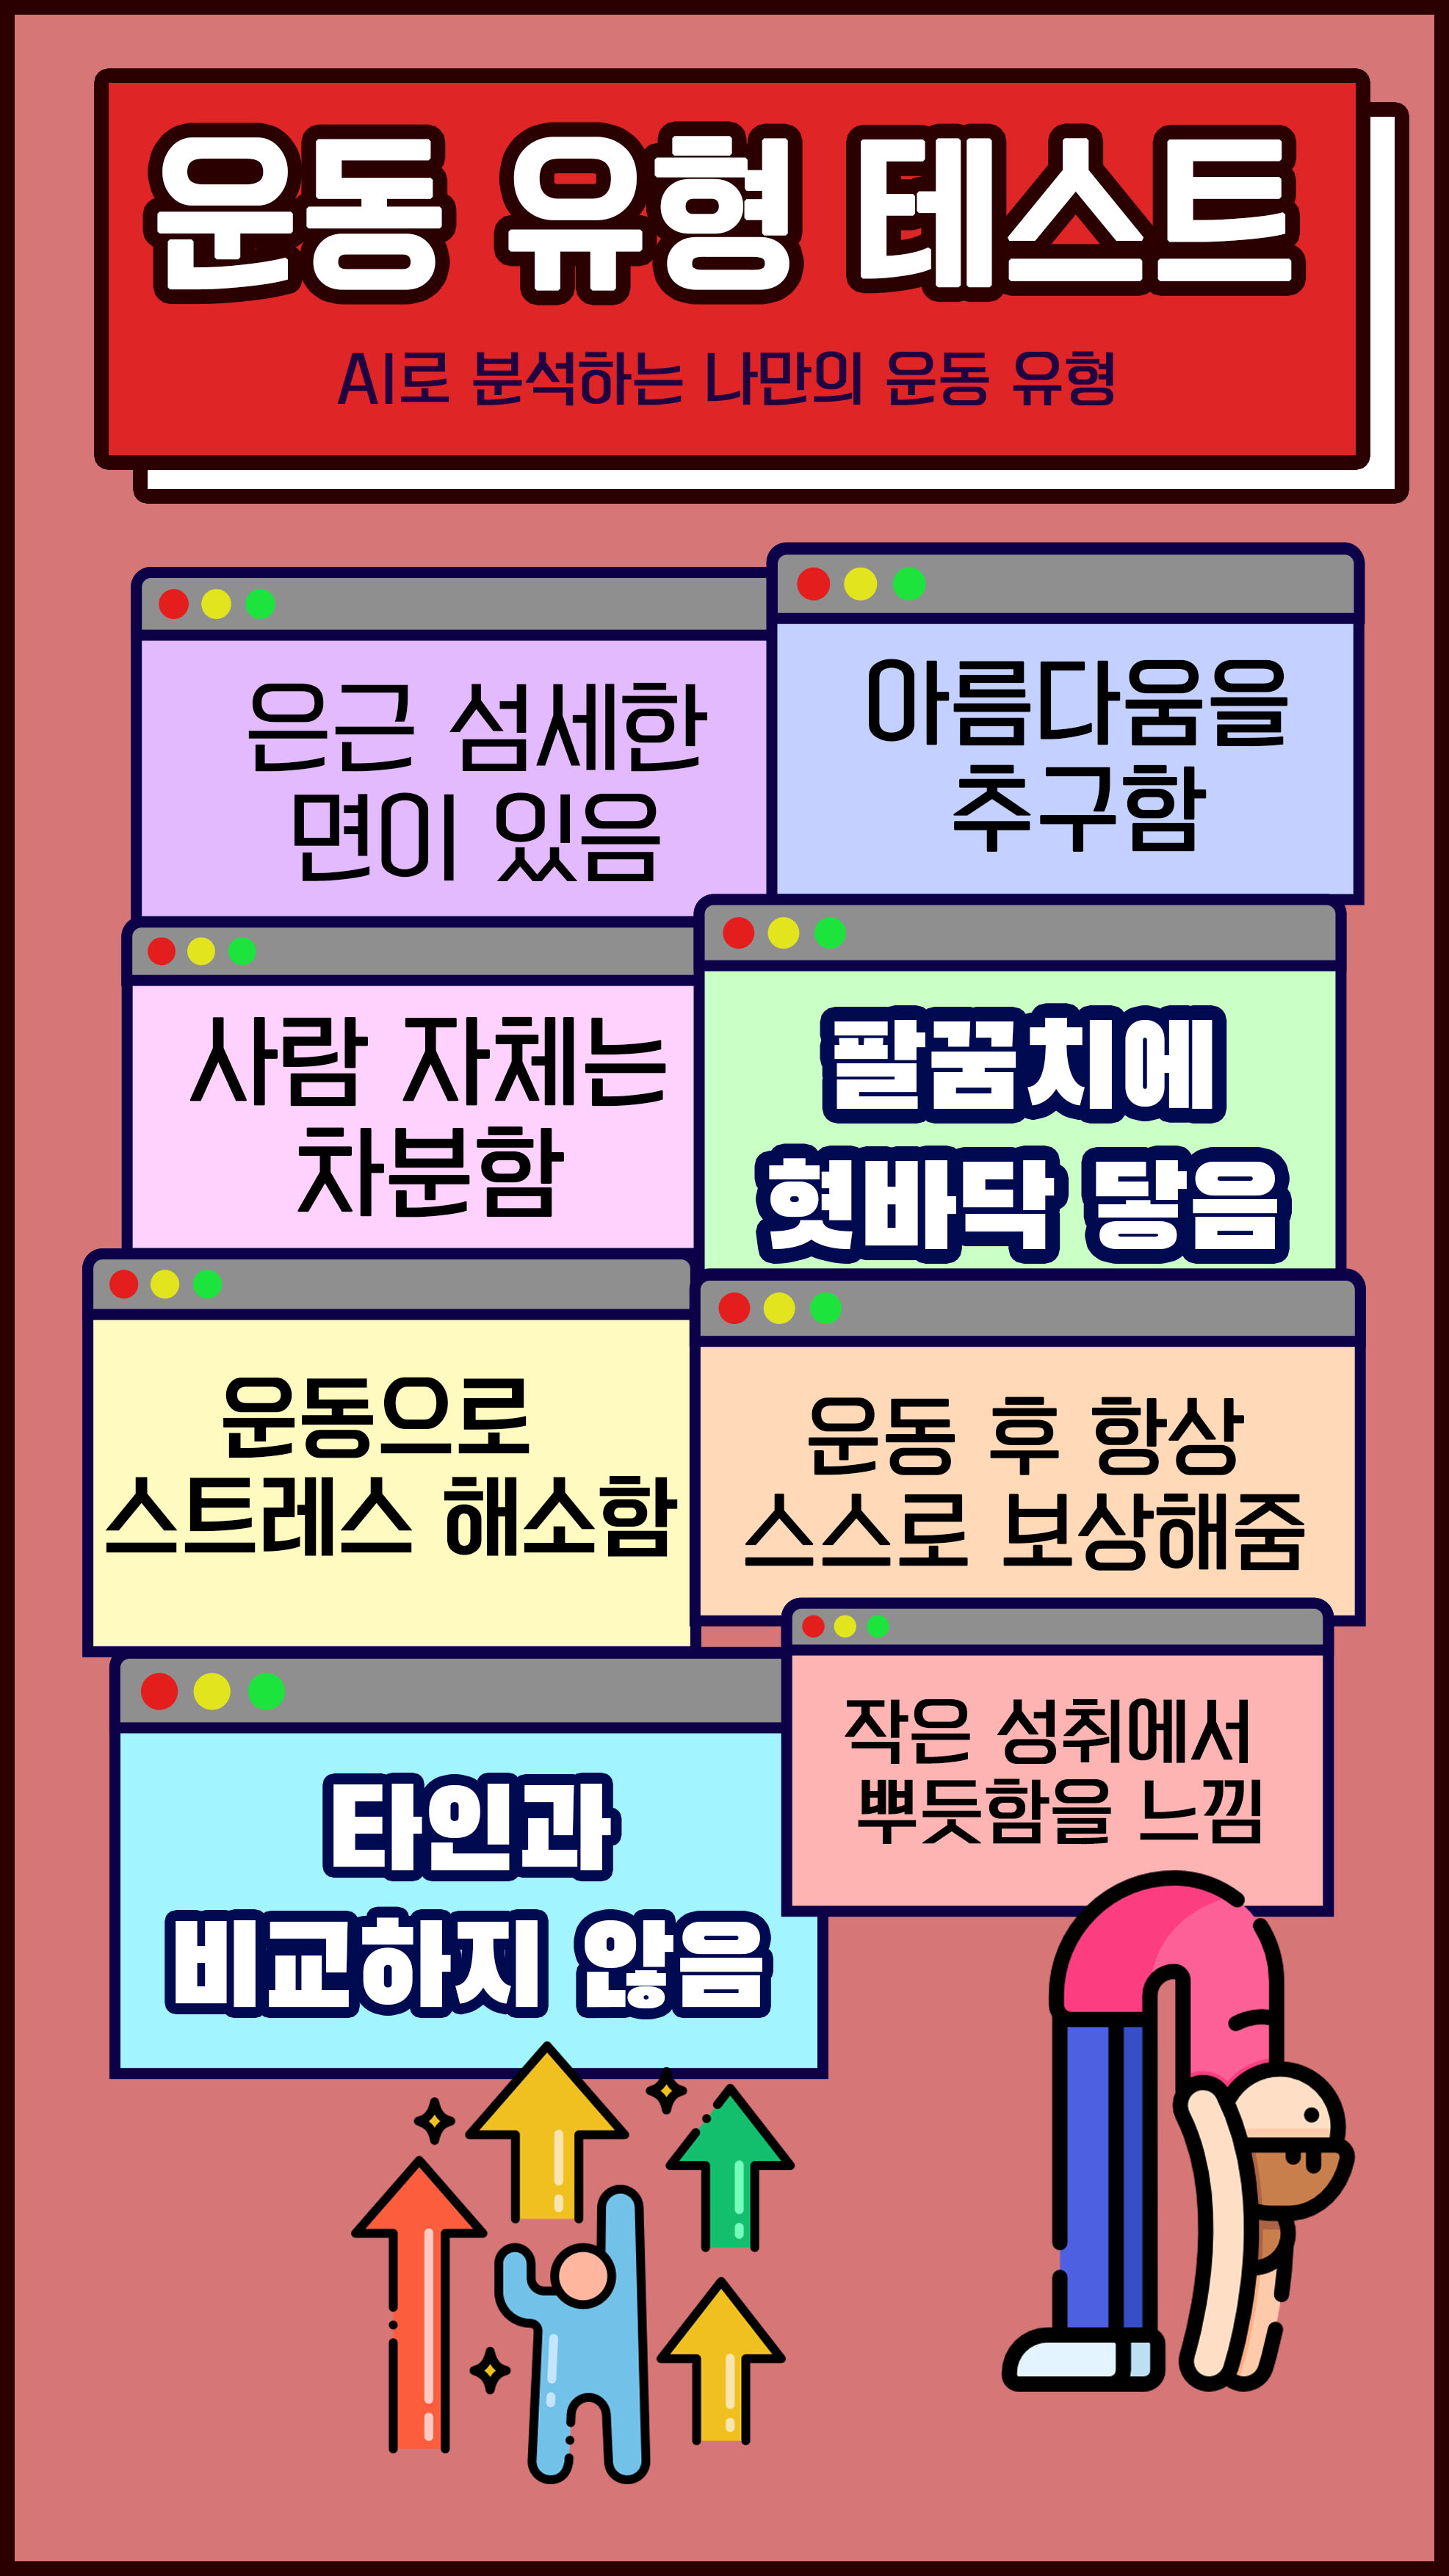 운동 유형 테스트
AI로 분석하는 나만의 운동 유형
은근 섬세한
면이 있음
아름다움을
추구함
사람 자체는
차분함
팔꿈치에
혓바닥 닿음
운동으로
스트레스 해소함
운동 후 항상
스스로 보상해줌
타인과
비교하지 않음
작은 성취에서
뿌듯함을 느낌